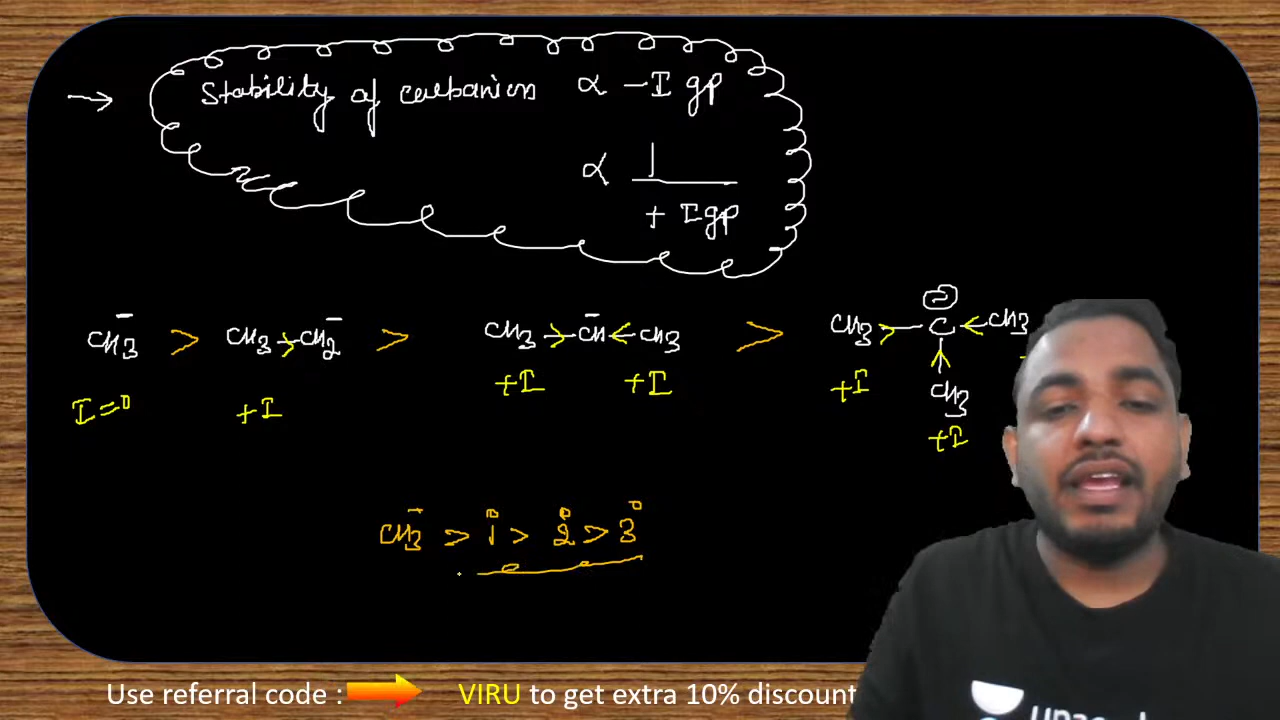 → Stability of carbanion α -I gp
α 1 / + I gp
CH3⁻ > CH3→CH2⁻ > CH3→CH⁻←CH3 > CH3→C⊖←CH3
CH3
I=0 +I +I +I +I +I
CH3⁻ > 1° > 2° > 3°
Use referral code : VIRU to get extra 10% discount